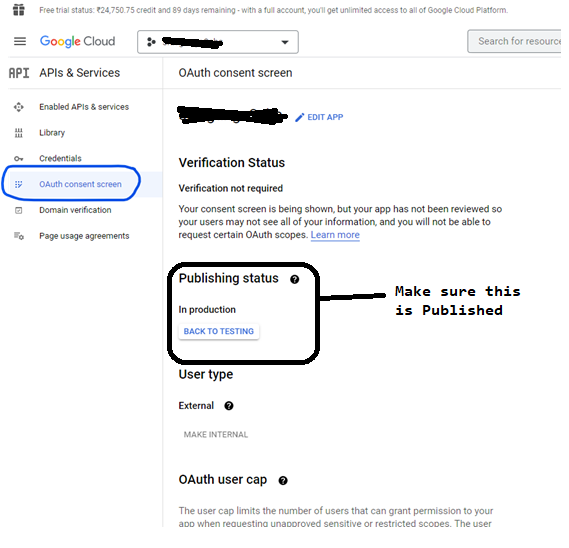 Free trial status: ₹24,750.75 credit and 89 days remaining - with a full account, you'll get unlimited access to all of Google Cloud Platform.
Google Cloud
Search for resource
API APIs & Services
OAuth consent screen
Enabled APIs & services
EDIT APP
Library
Credentials
Verification Status
OAuth consent screen
Verification not required
Domain verification
Your consent screen is being shown, but your app has not been reviewed so
your users may not see all of your information, and you will not be able to
request certain OAuth scopes. Learn more
Page usage agreements
Publishing status
In production
BACK TO TESTING
Make sure this
is Published
User type
External
MAKE INTERNAL
OAuth user cap
The user cap limits the number of users that can grant permission to your
app when requesting unapproved sensitive or restricted scopes. The user